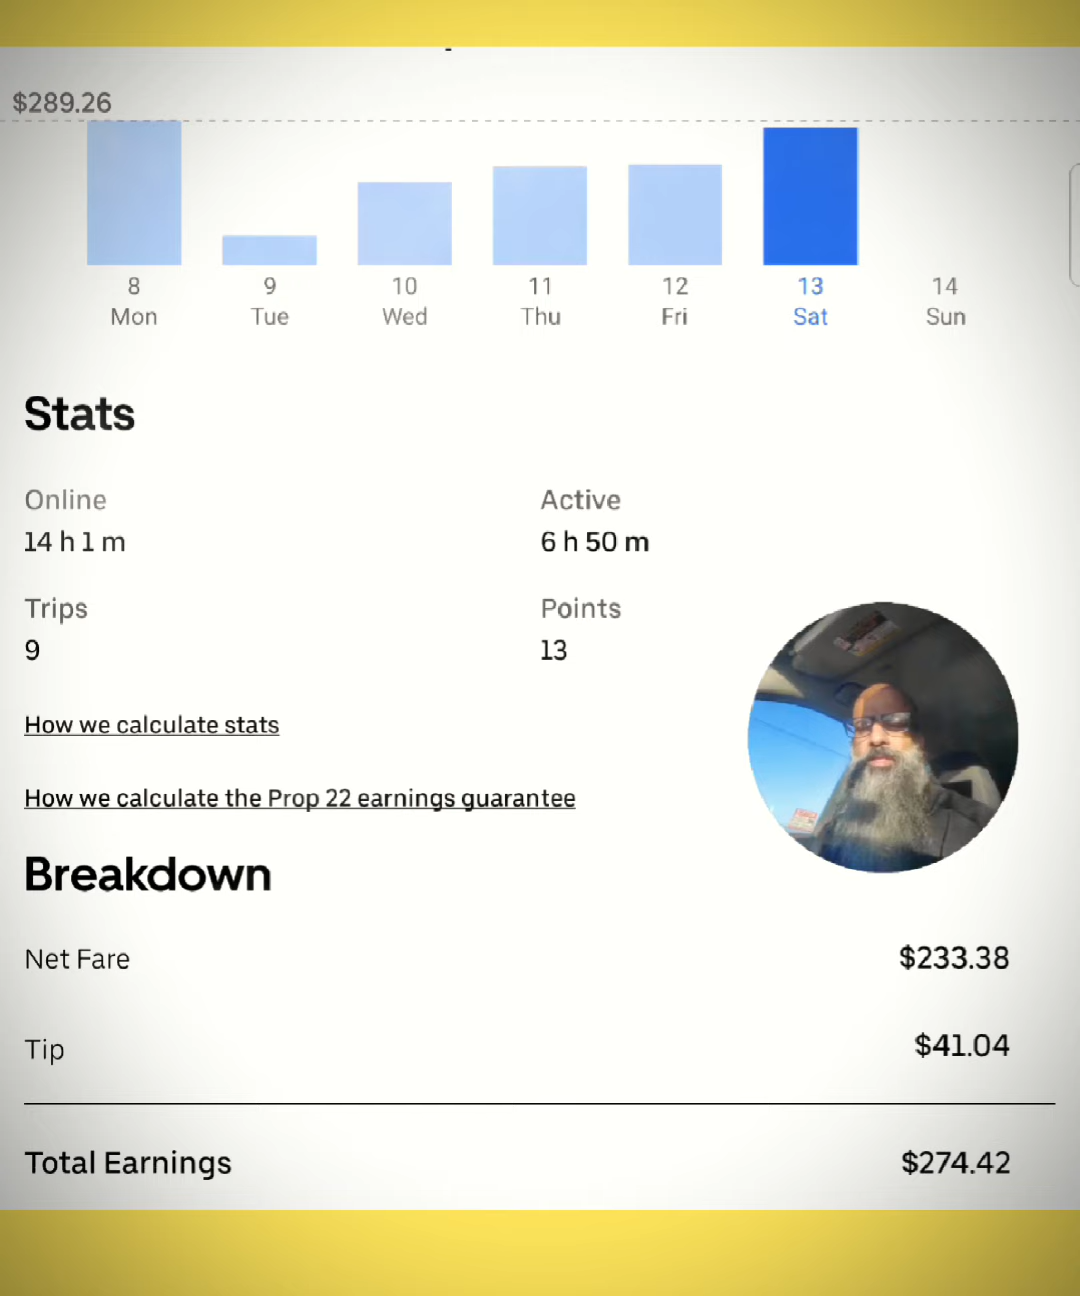 $289.26
8 9 10 11 12 13 14
Mon Tue Wed Thu Fri Sat Sun
Stats
Online Active
14 h 1 m 6 h 50 m
Trips Points
9 13
How we calculate stats
How we calculate the Prop 22 earnings guarantee
Breakdown
Net Fare $233.38
Tip $41.04
Total Earnings $274.42